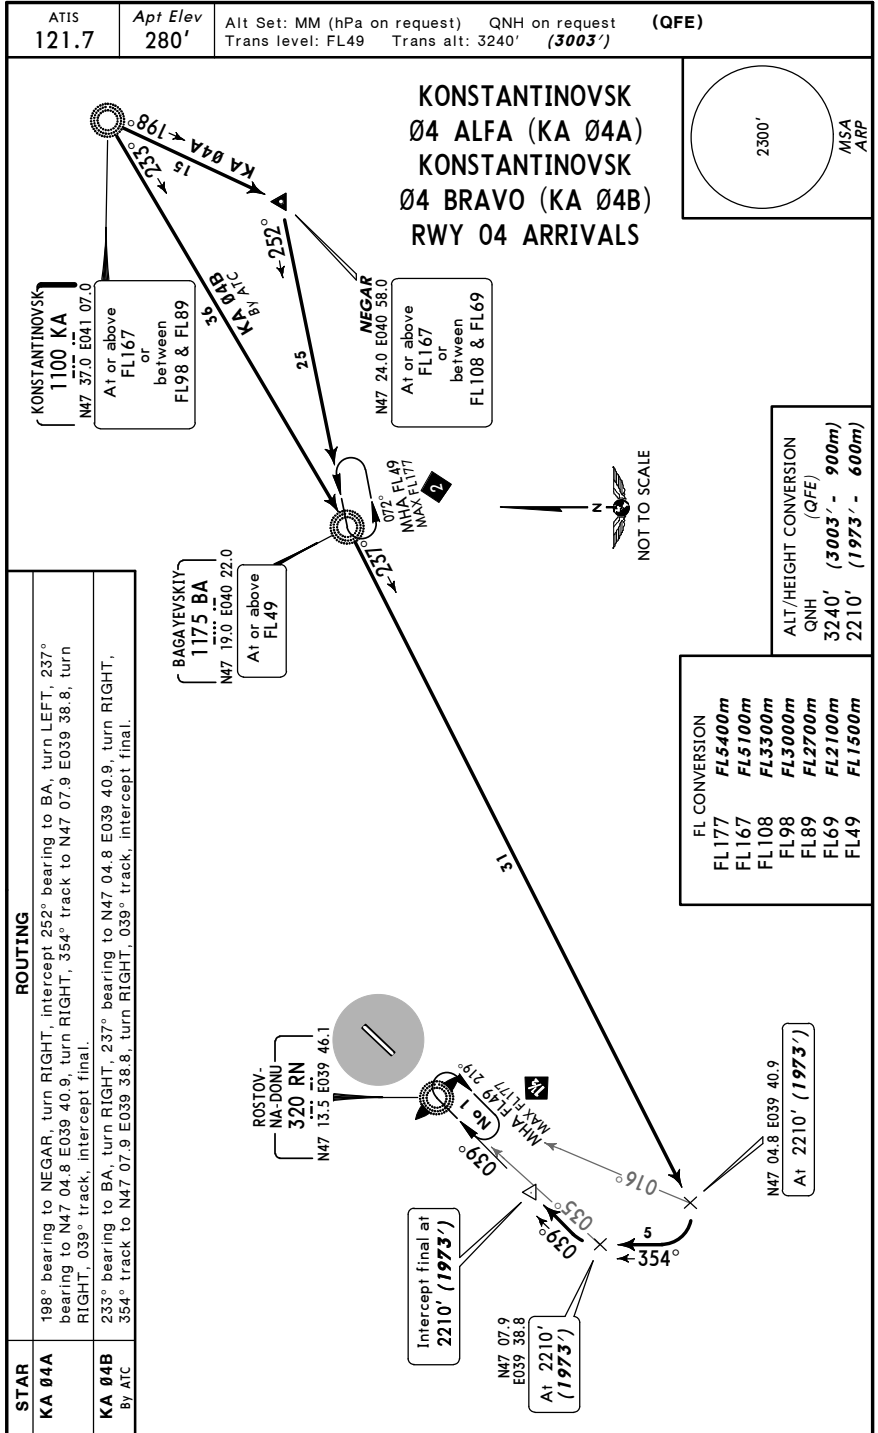 ATIS
121.7
Apt Elev
280'
Alt Set: MM (hPa on request) QNH on request (QFE)
Trans level: FL49 Trans alt: 3240' (3003')
KONSTANTINOVSK
Ø4 ALFA (KA Ø4A)
KONSTANTINOVSK
Ø4 BRAVO (KA Ø4B)
RWY 04 ARRIVALS
2300'
MSA
ARP
198°
KA Ø4A
15
233°
36
KA Ø4B
By ATC
252°
25
KONSTANTINOVSK
1100 KA
N47 37.0 E041 07.0
At or above
FL167
or
between
FL98 & FL89
NEGAR
N47 24.0 E040 58.0
At or above
FL167
or
between
FL108 & FL69
072°
MHA FL49
MAX FL177
2
BAGAYEVSKIY
1175 BA
N47 19.0 E040 22.0
At or above
FL49
237°
31
N
NOT TO SCALE
ALT/HEIGHT CONVERSION
QNH (QFE)
3240' (3003' - 900m)
2210' (1973' - 600m)
FL CONVERSION
FL177 FL5400m
FL167 FL5100m
FL108 FL3300m
FL98 FL3000m
FL89 FL2700m
FL69 FL2100m
FL49 FL1500m
ROSTOV-
NA-DONU
320 RN
N47 13.5 E039 46.1
No 1
219°
MHA FL49
MAX FL177
1½
039°
016°
035°
039°
5
354°
N47 04.8 E039 40.9
At 2210' (1973')
Intercept final at
2210' (1973')
N47 07.9
E039 38.8
At 2210'
(1973')
STAR ROUTING
KA Ø4A
198° bearing to NEGAR, turn RIGHT, intercept 252° bearing to BA, turn LEFT, 237°
bearing to N47 04.8 E039 40.9, turn RIGHT, 354° track to N47 07.9 E039 38.8, turn
RIGHT, 039° track, intercept final.
KA Ø4B
By ATC
233° bearing to BA, turn RIGHT, 237° bearing to N47 04.8 E039 40.9, turn RIGHT,
354° track to N47 07.9 E039 38.8, turn RIGHT, 039° track, intercept final.